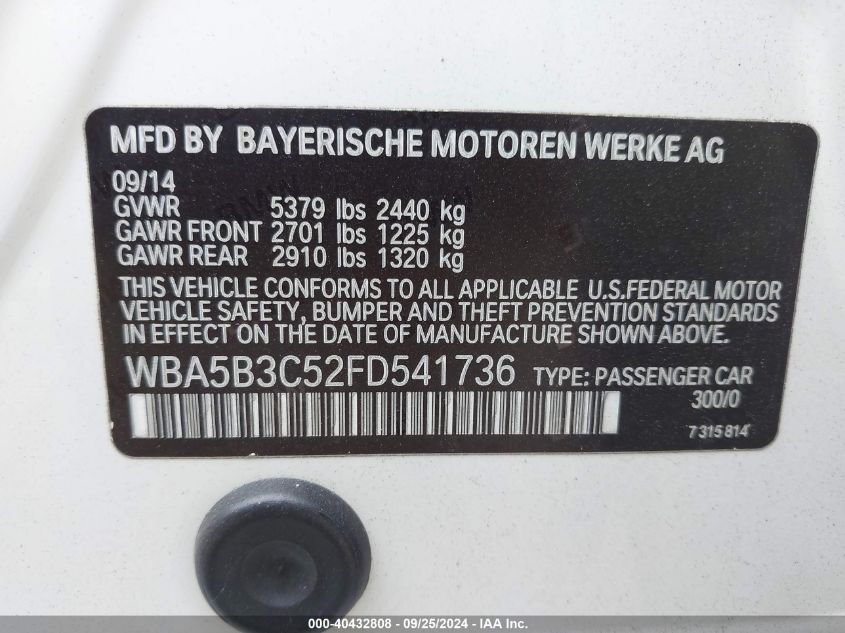 MFD BY BAYERISCHE MOTOREN WERKE AG
09/14
GVWR 5379 lbs 2440 kg
GAWR FRONT 2701 lbs 1225 kg
GAWR REAR 2910 lbs 1320 kg
THIS VEHICLE CONFORMS TO ALL APPLICABLE U.S.FEDERAL MOTOR
VEHICLE SAFETY, BUMPER AND THEFT PREVENTION STANDARDS
IN EFFECT ON THE DATE OF MANUFACTURE SHOWN ABOVE.
WBA5B3C52FD541736 TYPE: PASSENGER CAR
300/0
7315814
000-40432808 - 09/25/2024 - IAA Inc.